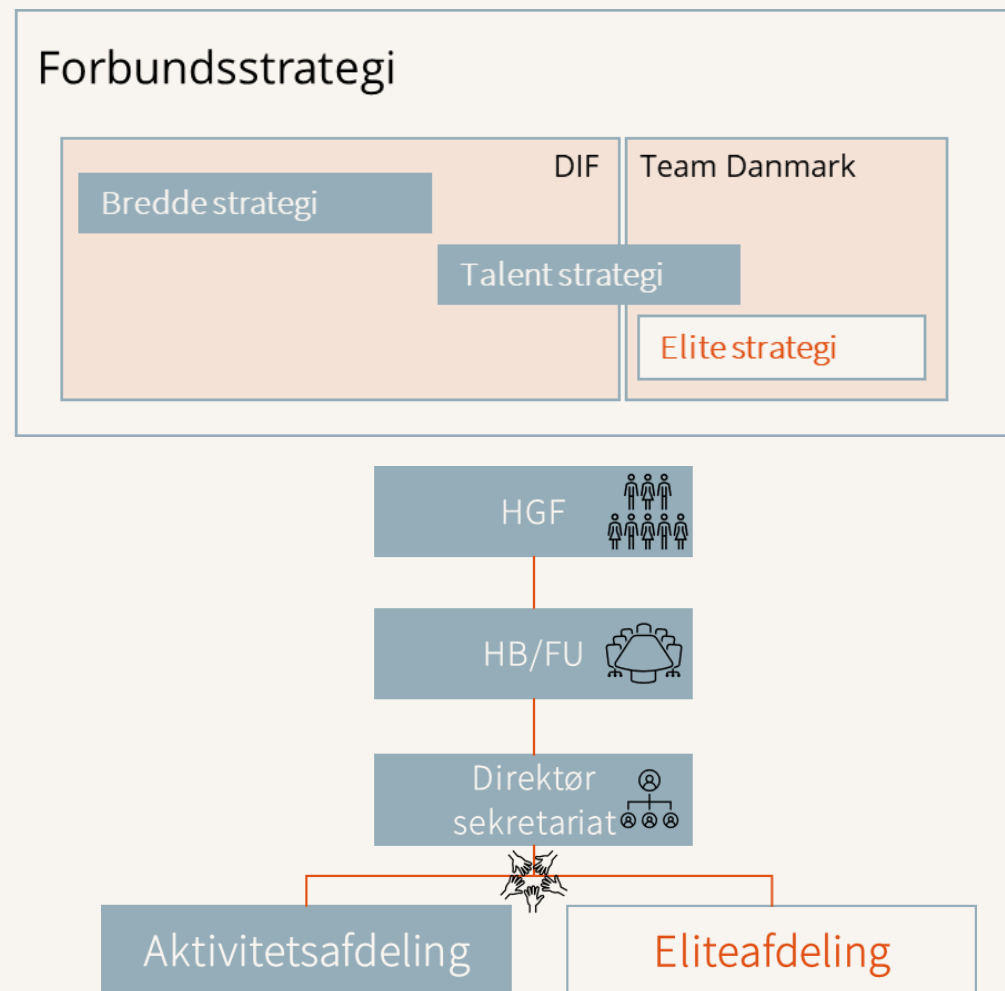 Forbundsstrategi
DIF
Team Danmark
Bredde strategi
Talent strategi
Elite strategi
HGF
HB/FU
Direktør
sekretariat
Aktivitetsafdeling
Eliteafdeling